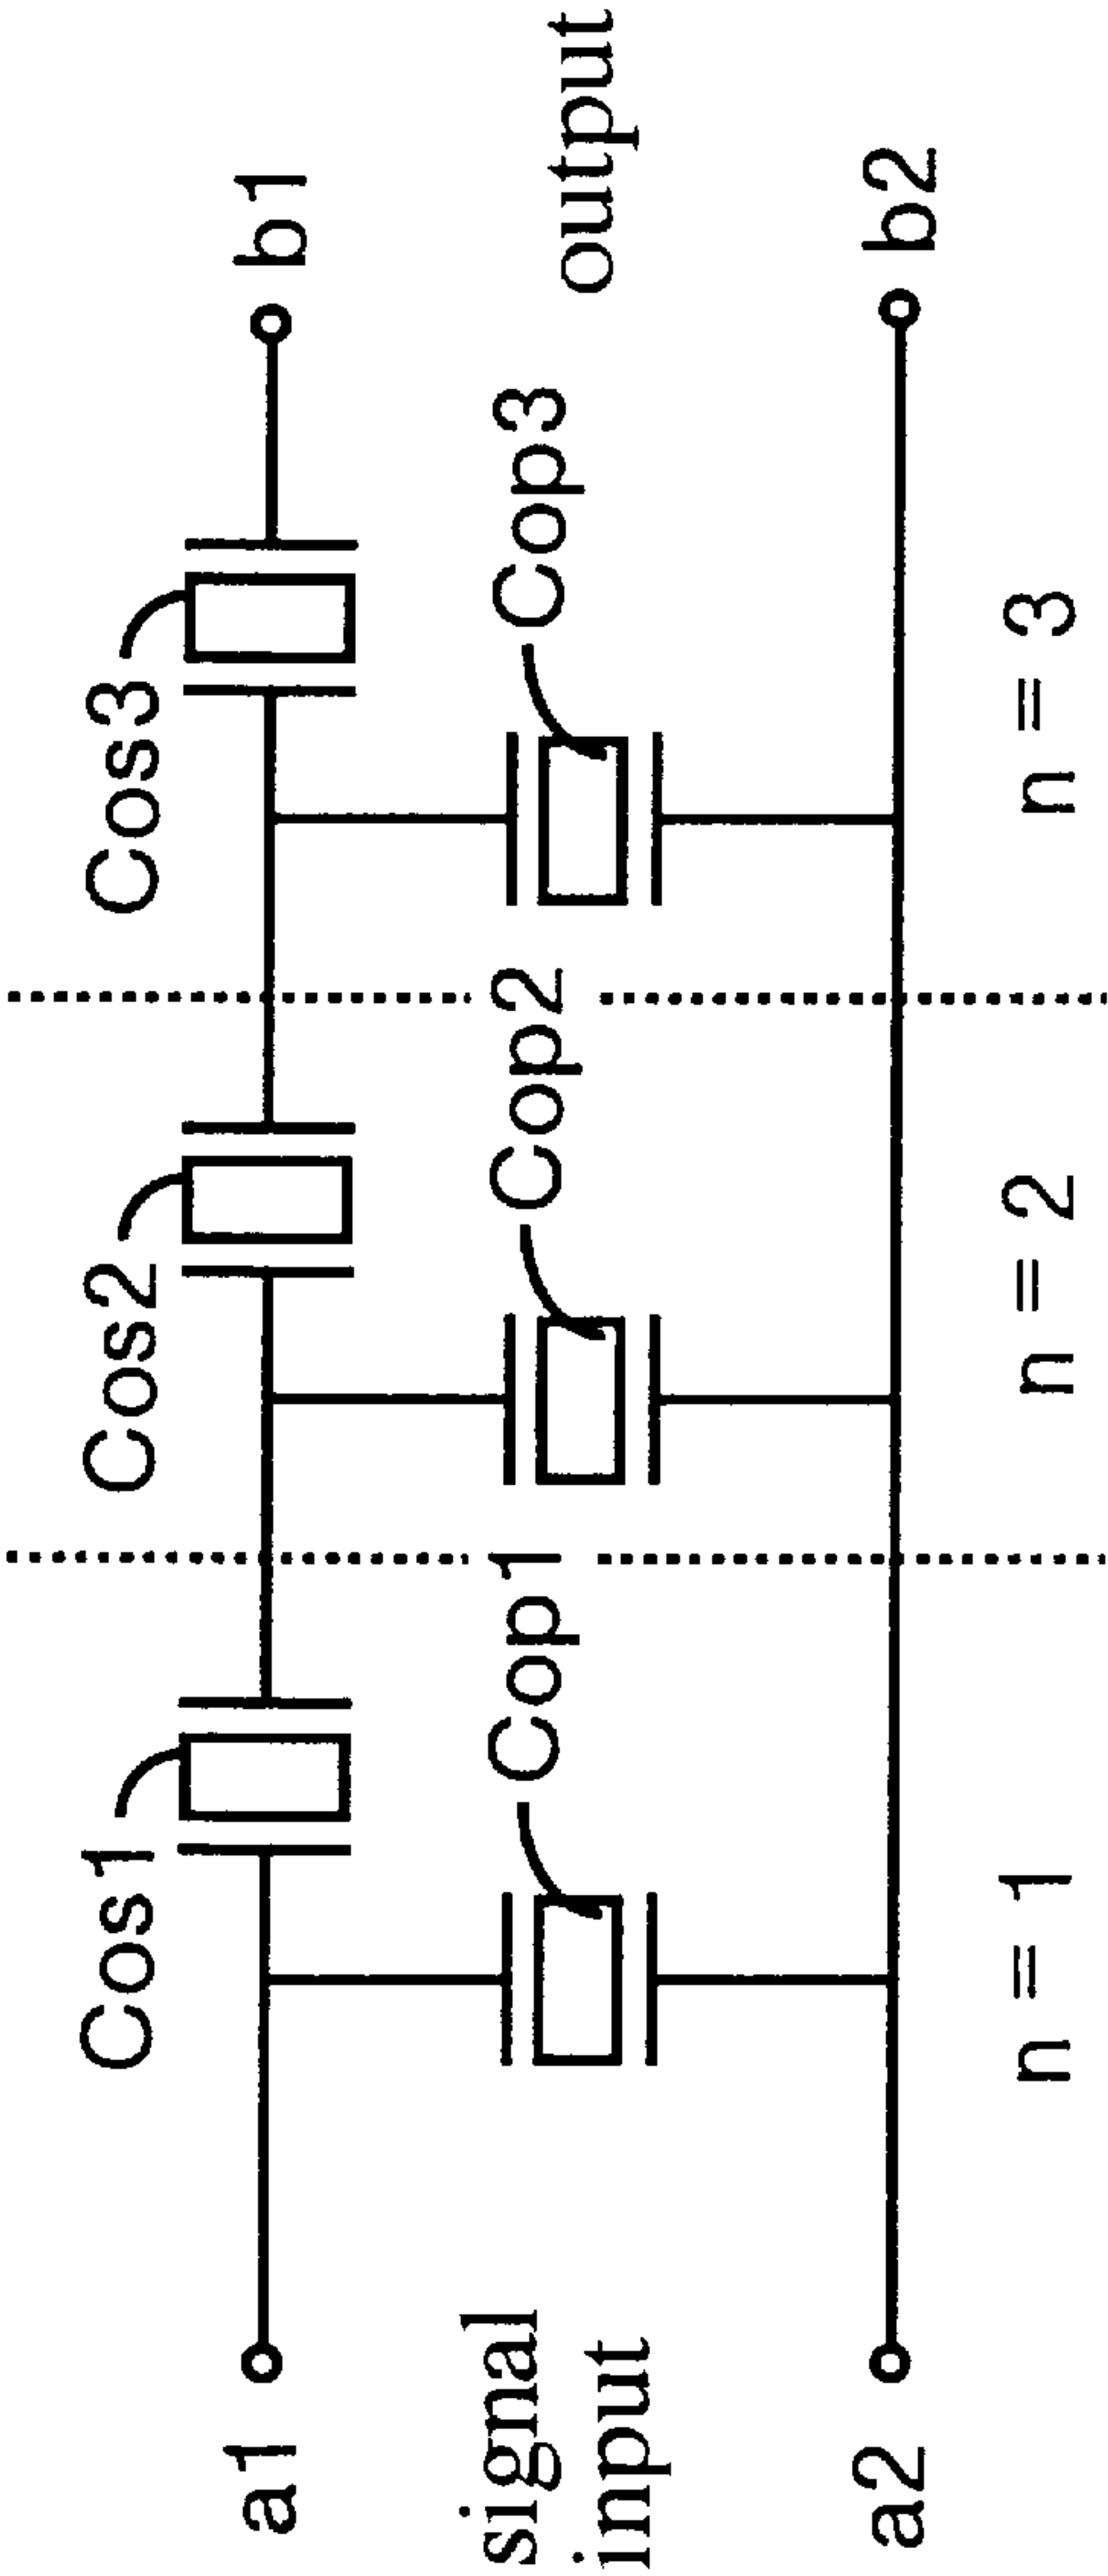 Cos1
Cos2
Cos3
a1
b1
signal
input
Cop1
Cop2
Cop3
output
a2
b2
n = 1
n = 2
n = 3